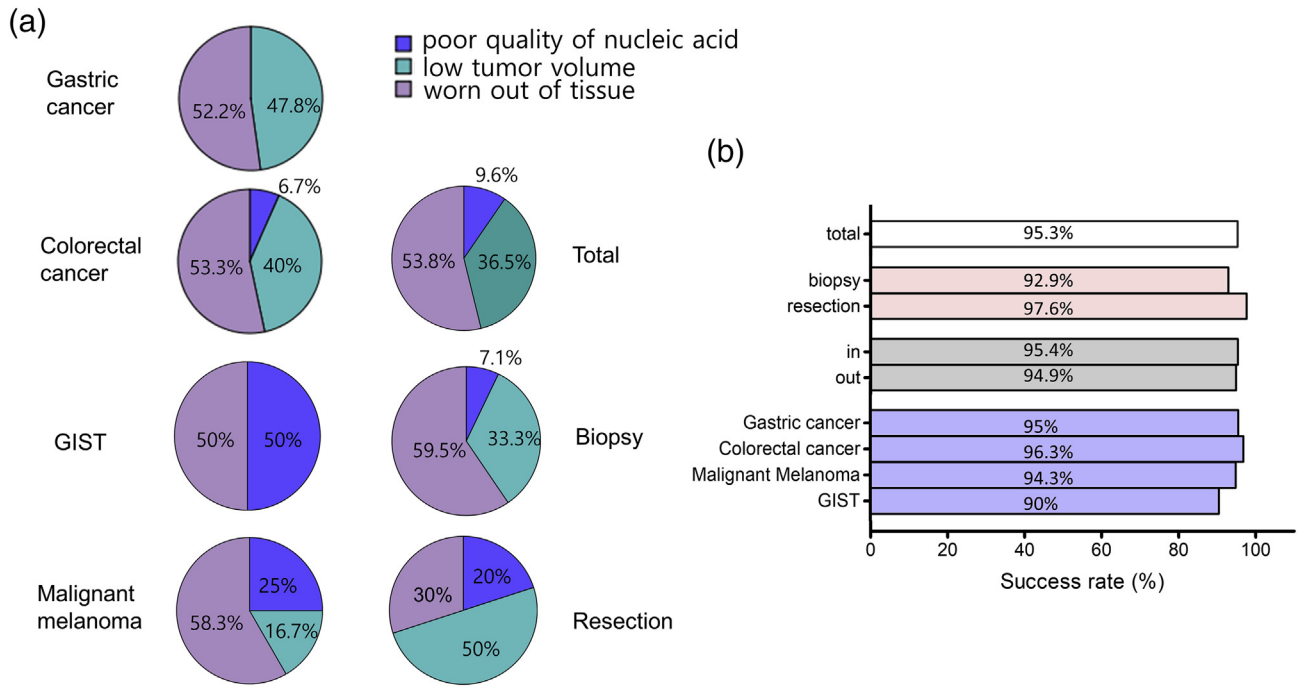 (a)
poor quality of nucleic acid
low tumor volume
worn out of tissue
Gastric
cancer
52.2%
47.8%
Colorectal
cancer
6.7%
53.3%
40%
9.6%
53.8%
36.5%
Total
GIST
50%
50%
7.1%
59.5%
33.3%
Biopsy
Malignant
melanoma
25%
58.3%
16.7%
20%
30%
50%
Resection
(b)
total
95.3%
biopsy
92.9%
resection
97.6%
in
95.4%
out
94.9%
Gastric cancer
95%
Colorectal cancer
96.3%
Malignant Melanoma
94.3%
GIST
90%
0 20 40 60 80 100
Success rate (%)